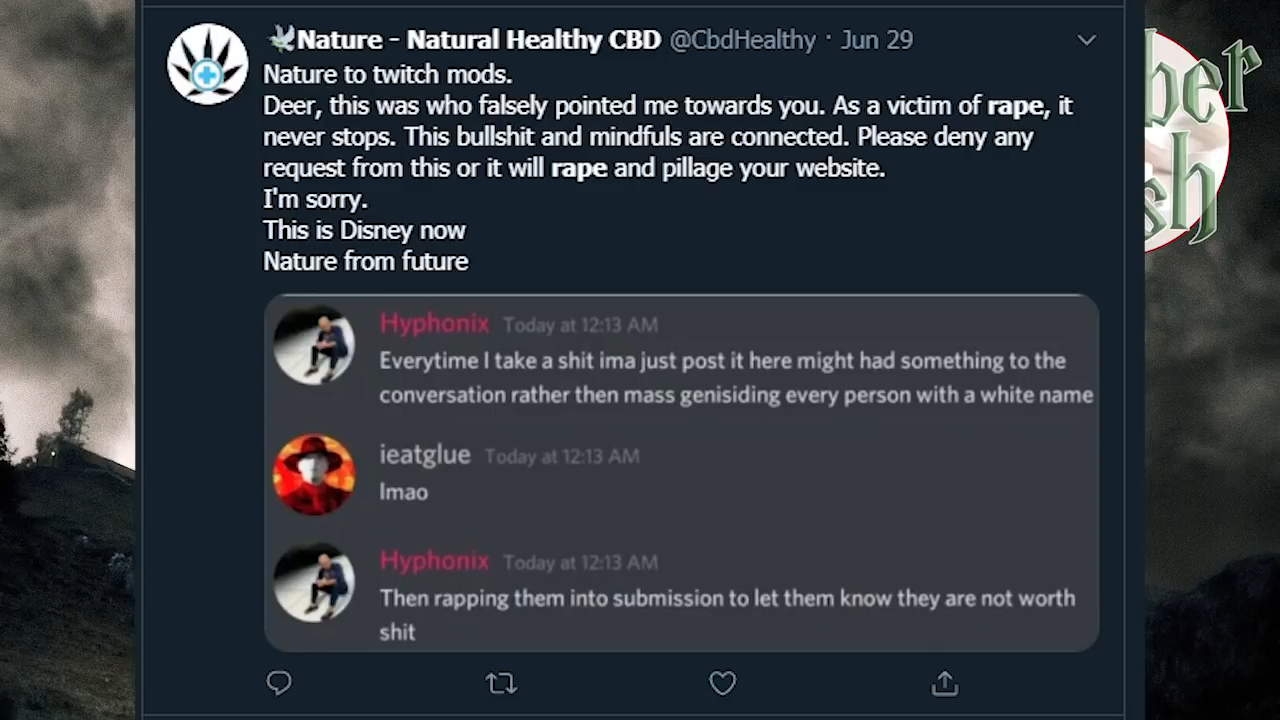 Nature - Natural Healthy CBD @CbdHealthy · Jun 29
Nature to twitch mods.
Deer, this was who falsely pointed me towards you. As a victim of rape, it
never stops. This bullshit and mindfuls are connected. Please deny any
request from this or it will rape and pillage your website.
I'm sorry.
This is Disney now
Nature from future
Hyphonix Today at 12:13 AM
Everytime I take a shit ima just post it here might had something to the
conversation rather then mass genisiding every person with a white name
ieatglue Today at 12:13 AM
lmao
Hyphonix Today at 12:13 AM
Then rapping them into submission to let them know they are not worth
shit